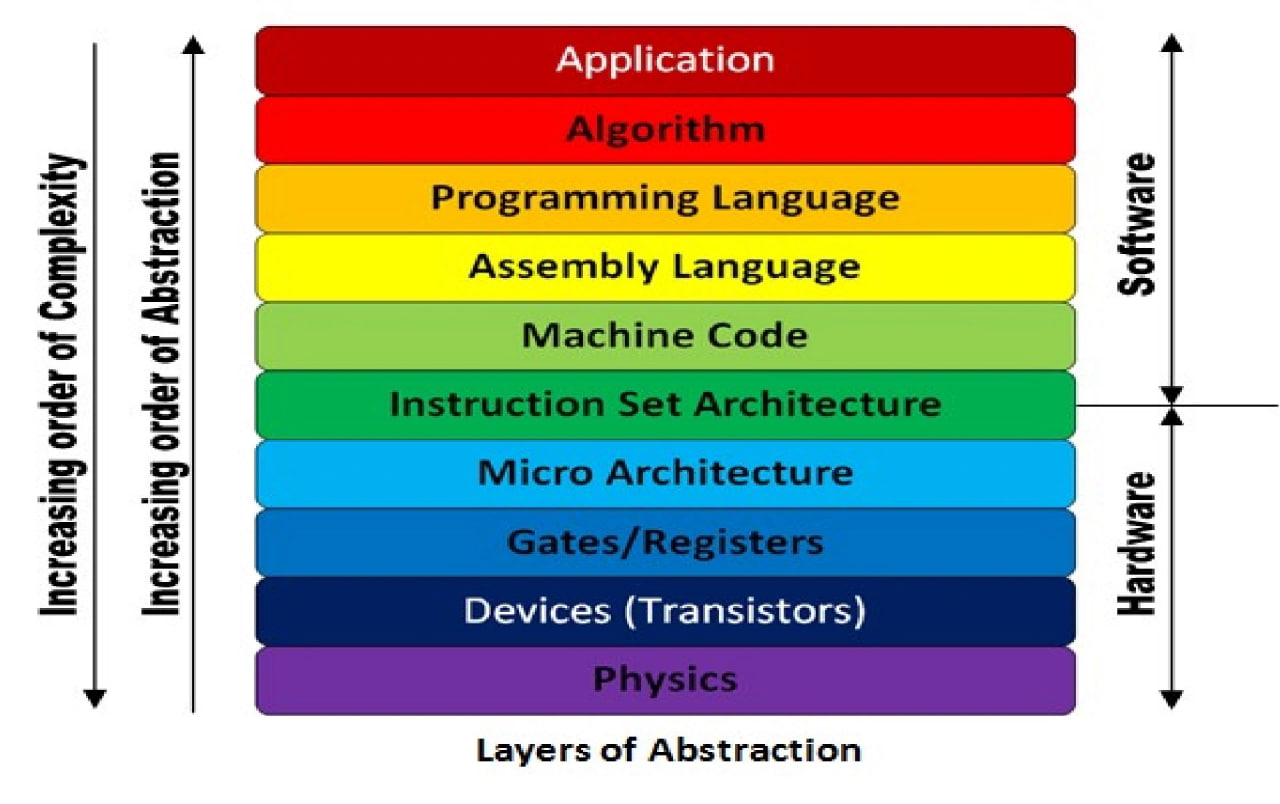 Increasing order of Complexity
Increasing order of Abstraction
Application
Algorithm
Programming Language
Assembly Language
Machine Code
Instruction Set Architecture
Micro Architecture
Gates/Registers
Devices (Transistors)
Physics
Software
Hardware
Layers of Abstraction